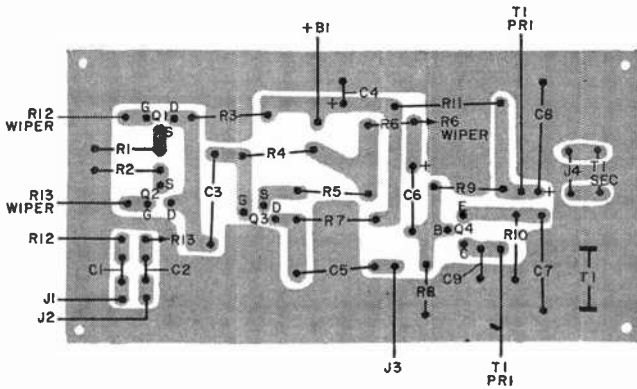 +B1
T1
PRI
R12
WIPER
G
Q1
D
S
R3
C4
+
R11
R6
R6
WIPER
C8
R1
R2
R4
C3
S
Q2
G
D
R13
WIPER
R5
C6
+
R9
+
J4
T1
SEC
G
S
Q3
D
R7
B
Q4
E
C
R12
R13
C1
C2
C5
R8
C9
R10
C7
T1
J1
J2
J3
T1
PRI